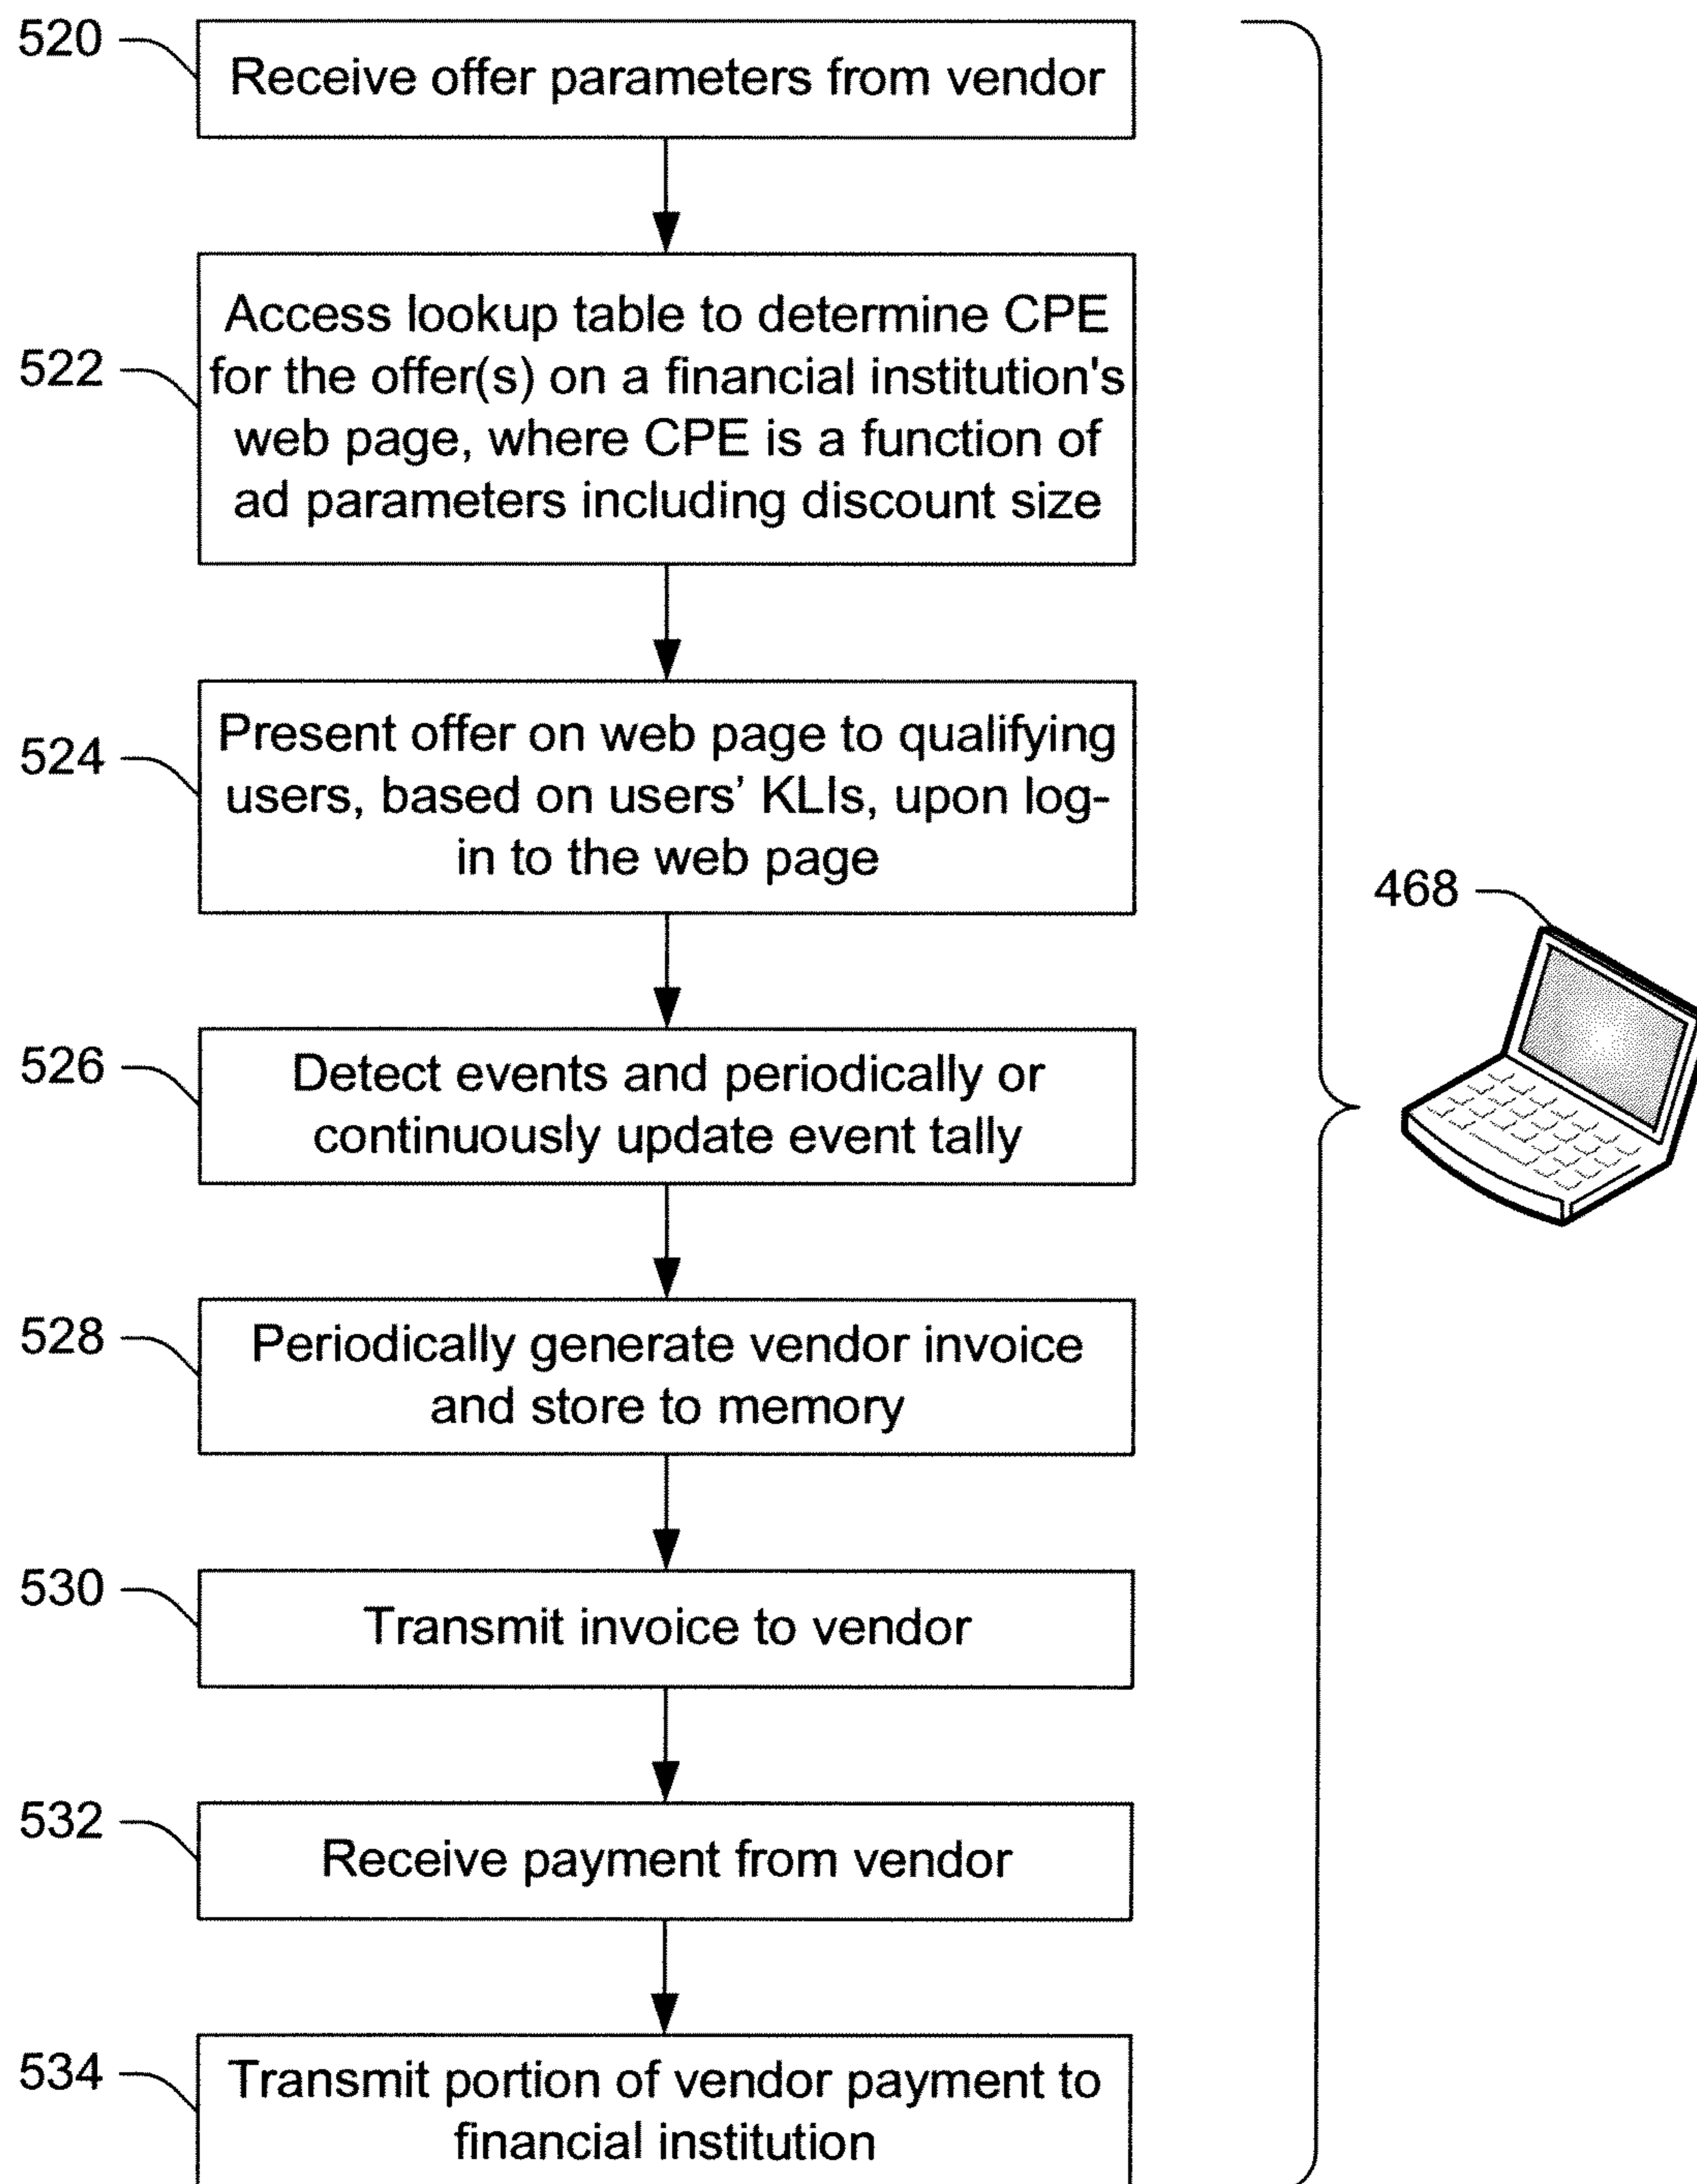 520
Receive offer parameters from vendor
522
Access lookup table to determine CPE
for the offer(s) on a financial institution's
web page, where CPE is a function of
ad parameters including discount size
524
Present offer on web page to qualifying
users, based on users’ KLIs, upon log-
in to the web page
468
526
Detect events and periodically or
continuously update event tally
528
Periodically generate vendor invoice
and store to memory
530
Transmit invoice to vendor
532
Receive payment from vendor
534
Transmit portion of vendor payment to
financial institution